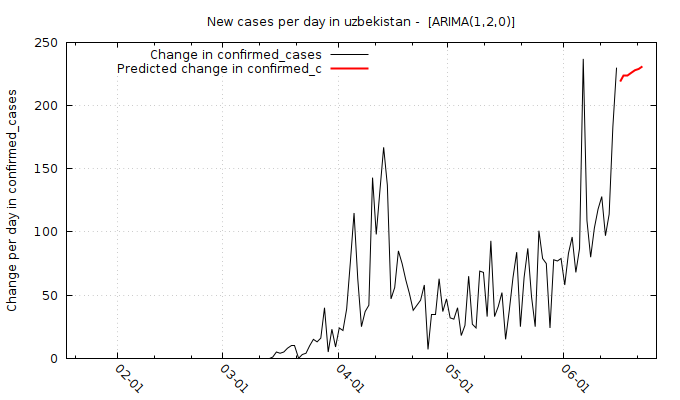 New cases per day in uzbekistan -  [ARIMA(1,2,0)]
Change in confirmed_cases
Predicted change in confirmed_c
Change per day in confirmed_cases
250
200
150
100
50
0
02-01
03-01
04-01
05-01
06-01